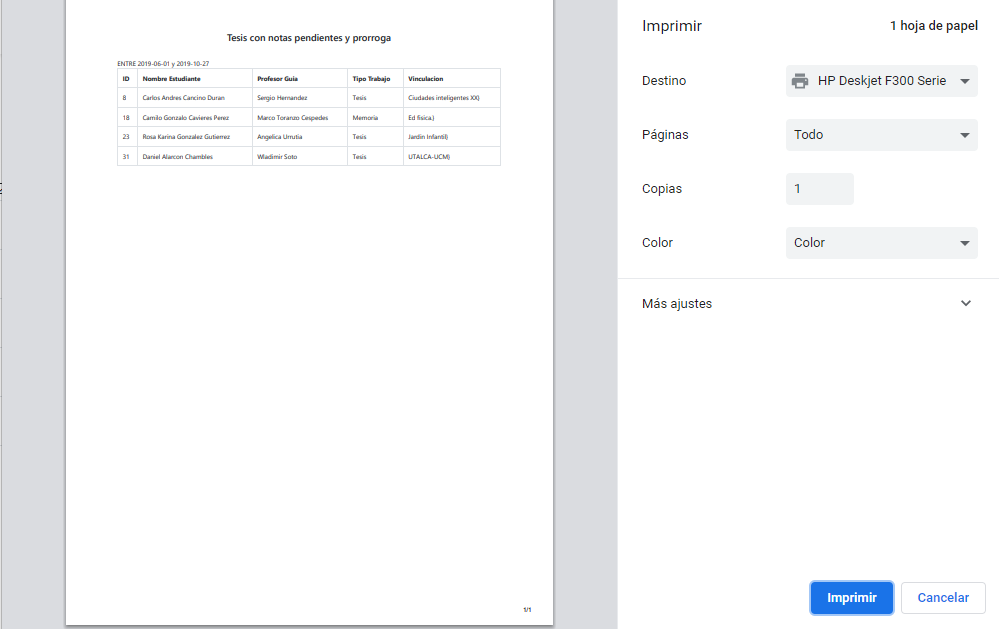 Tesis con notas pendientes y prorroga
ENTRE 2019-06-01 y 2019-10-27
ID Nombre Estudiante Profesor Guia Tipo Trabajo Vinculacion
8 Carlos Andres Cancino Duran Sergio Hernandez Tesis Ciudades inteligentes XX)
18 Camilo Gonzalo Cavieres Perez Marco Toranzo Cespedes Memoria Ed fisica.)
23 Rosa Karina Gonzalez Gutierrez Angelica Urrutia Tesis Jardin Infantil)
31 Daniel Alarcon Chambles Wladimir Soto Tesis UTALCA-UCM)
1/1
Imprimir 1 hoja de papel
Destino HP Deskjet F300 Serie
Páginas Todo
Copias 1
Color Color
Más ajustes
Imprimir Cancelar